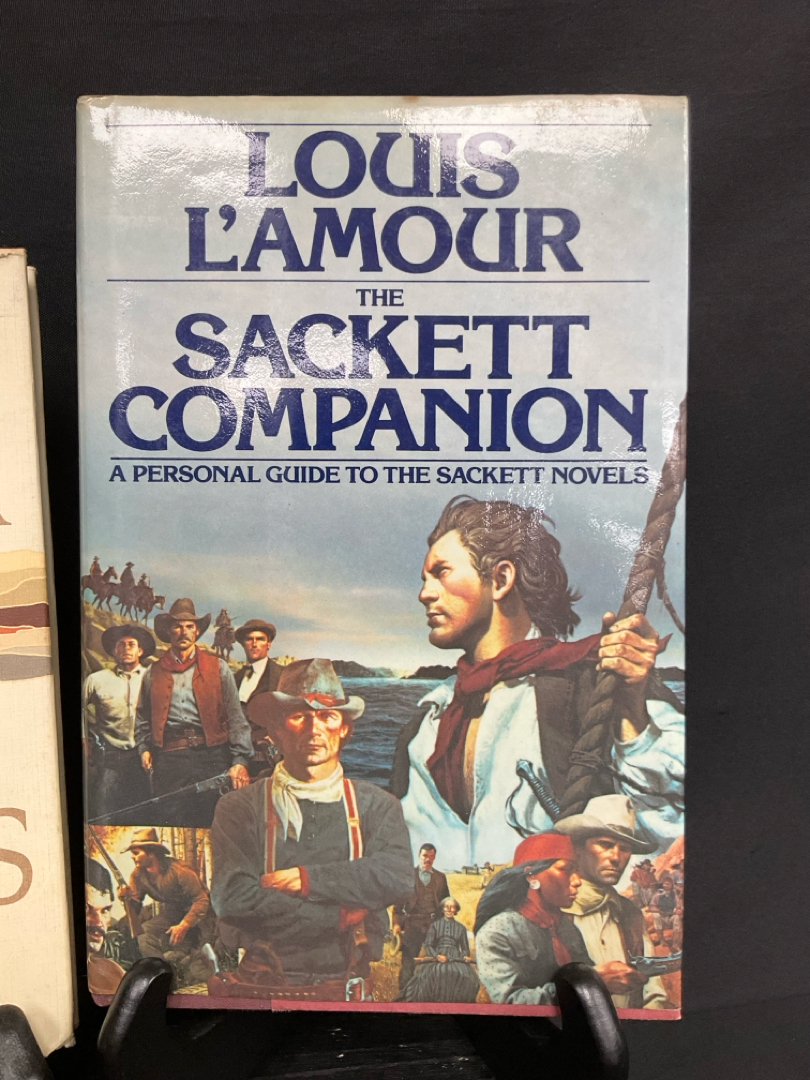 LOUIS
L'AMOUR
THE
SACKETT
COMPANION
A PERSONAL GUIDE TO THE SACKETT NOVELS
S